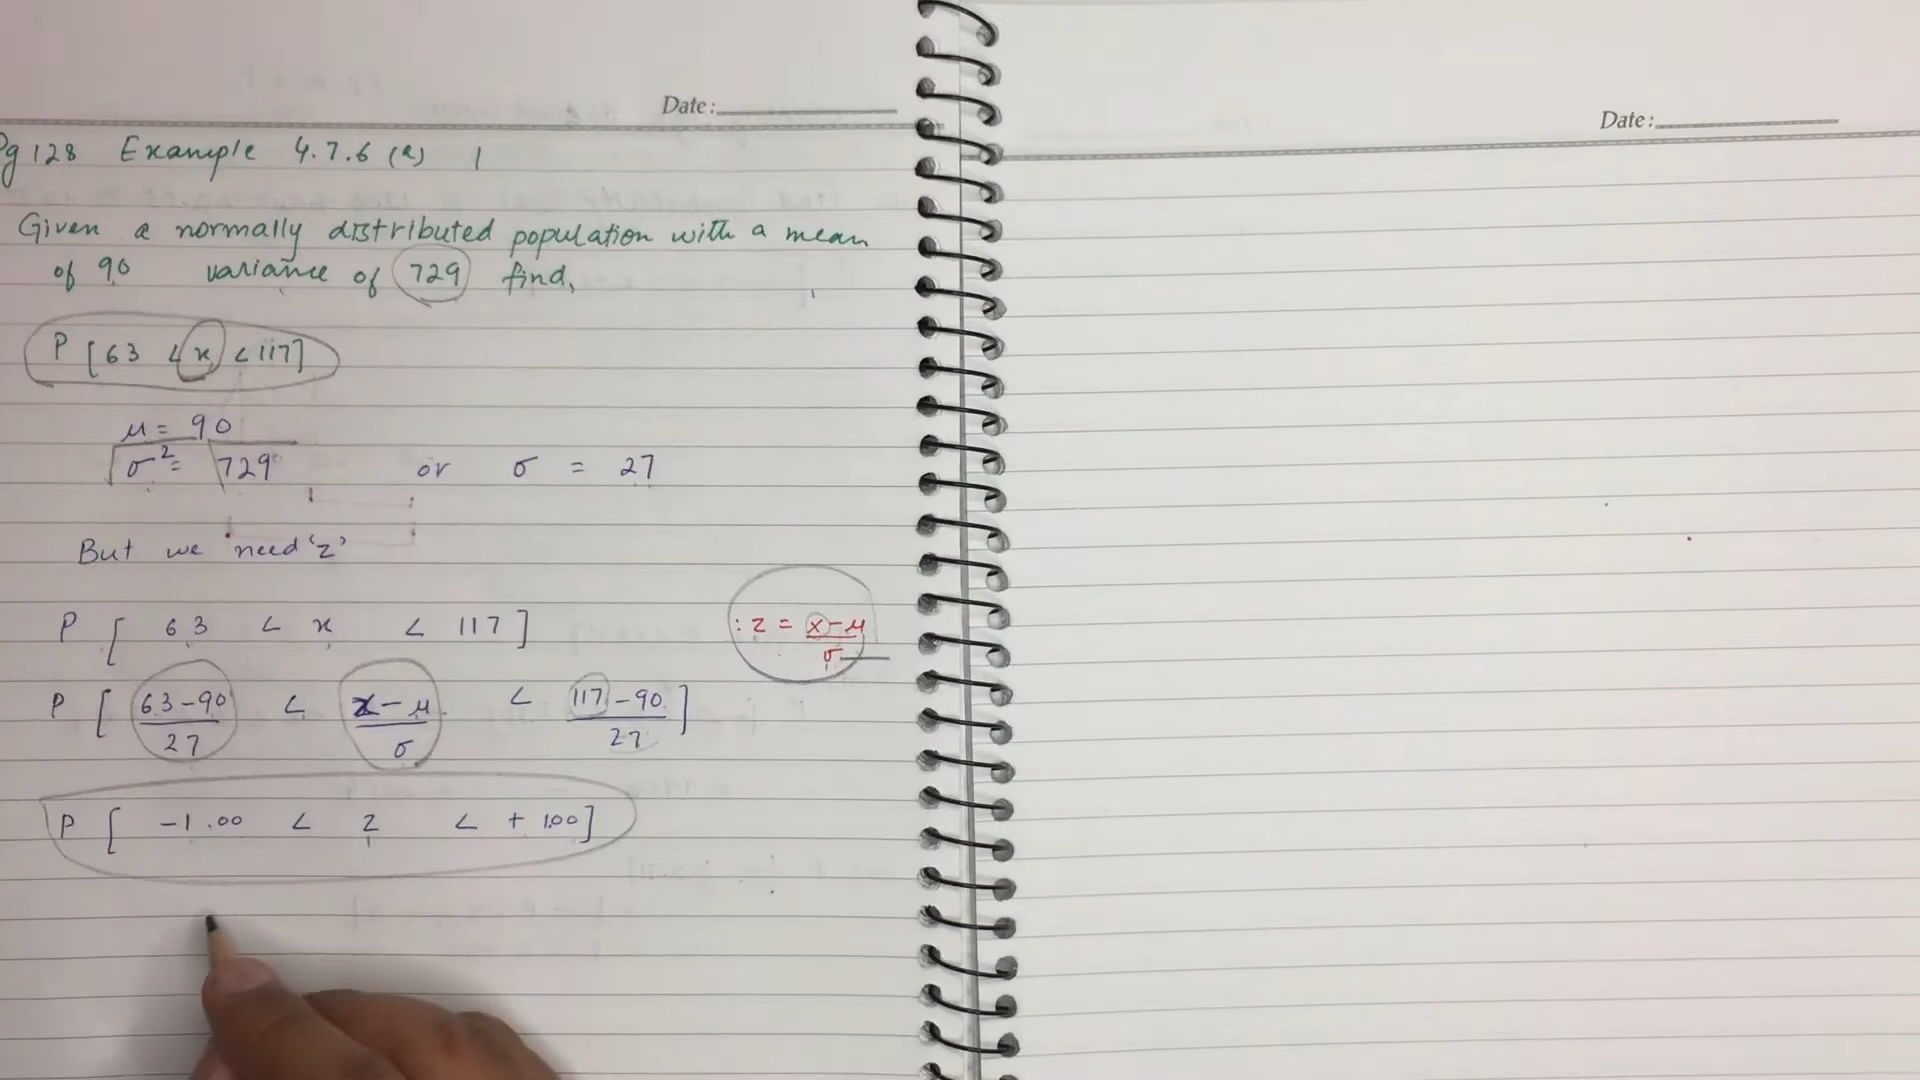 Date:
Date:
Pg 128 Example 4.7.6 (a)
Given a normally distributed population with a mean
of 90 variance of 729 find,
P [63 < x < 117]
μ = 90
√σ² = √729 or σ = 27
But we need 'z'
P [ 63 < x < 117 ]
: z = x-μ / σ
P [ 63-90 / 27 < x-μ / σ < 117-90 / 27 ]
P [ -1.00 < z < + 1.00 ]